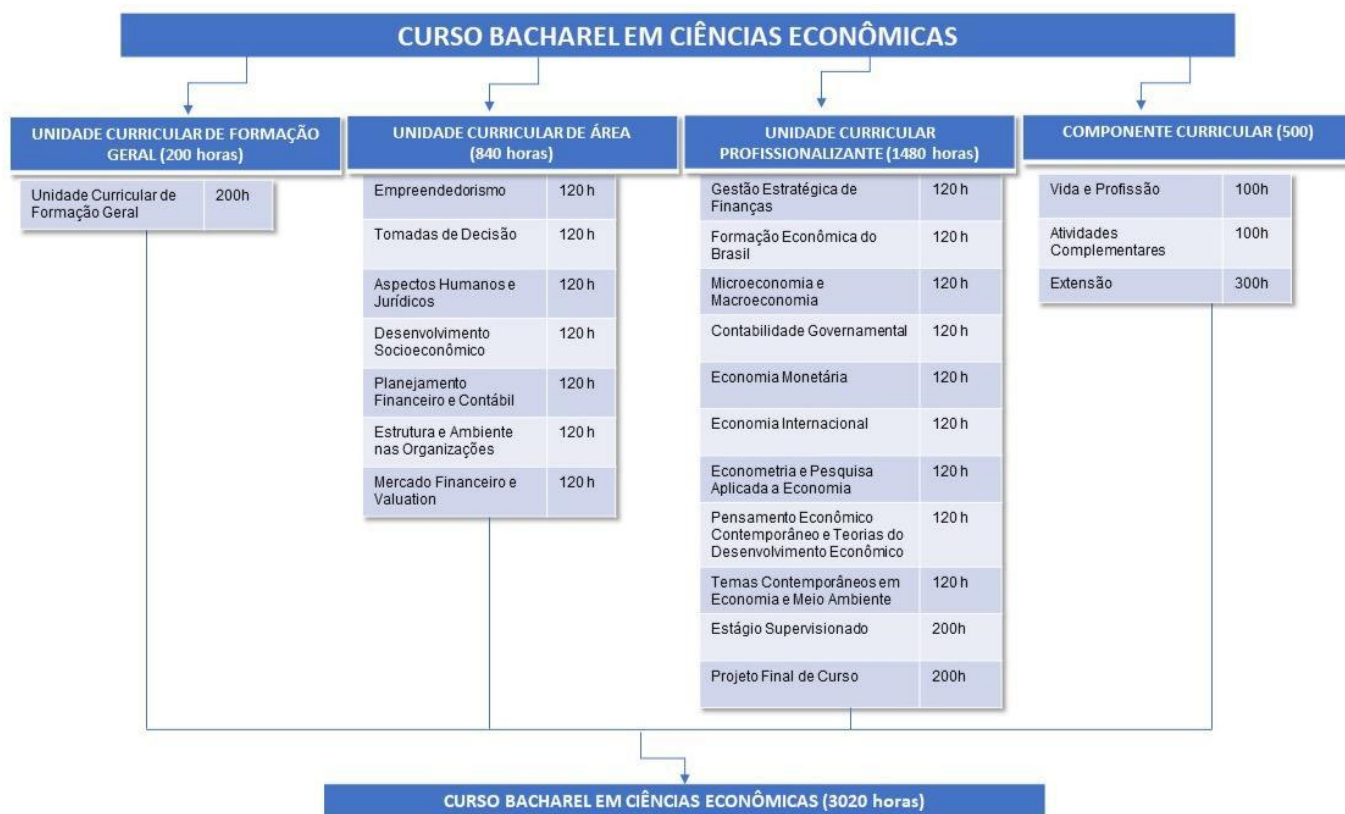 CURSO BACHAREL EM CIÊNCIAS ECONÔMICAS
UNIDADE CURRICULAR DE FORMAÇÃO
GERAL (200 horas)
Unidade Curricular de
Formação Geral
200h
UNIDADE CURRICULAR DE ÁREA
(840 horas)
Empreendedorismo
120 h
Tomadas de Decisão
120 h
Aspectos Humanos e
Jurídicos
120 h
Desenvolvimento
Socioeconômico
120 h
Planejamento
Financeiro e Contábil
120 h
Estrutura e Ambiente
nas Organizações
120 h
Mercado Financeiro e
Valuation
120 h
UNIDADE CURRICULAR
PROFISSIONALIZANTE (1480 horas)
Gestão Estratégica de
Finanças
120 h
Formação Econômica do
Brasil
120 h
Microeconomia e
Macroeconomia
120 h
Contabilidade Governamental
120 h
Economia Monetária
120 h
Economia Internacional
120 h
Econometria e Pesquisa
Aplicada a Economia
120 h
Pensamento Econômico
Contemporâneo e Teorias do
Desenvolvimento Econômico
120 h
Temas Contemporâneos em
Economia e Meio Ambiente
120 h
Estágio Supervisionado
200h
Projeto Final de Curso
200h
COMPONENTE CURRICULAR (500)
Vida e Profissão
100h
Atividades
Complementares
100h
Extensão
300h
CURSO BACHAREL EM CIÊNCIAS ECONÔMICAS (3020 horas)